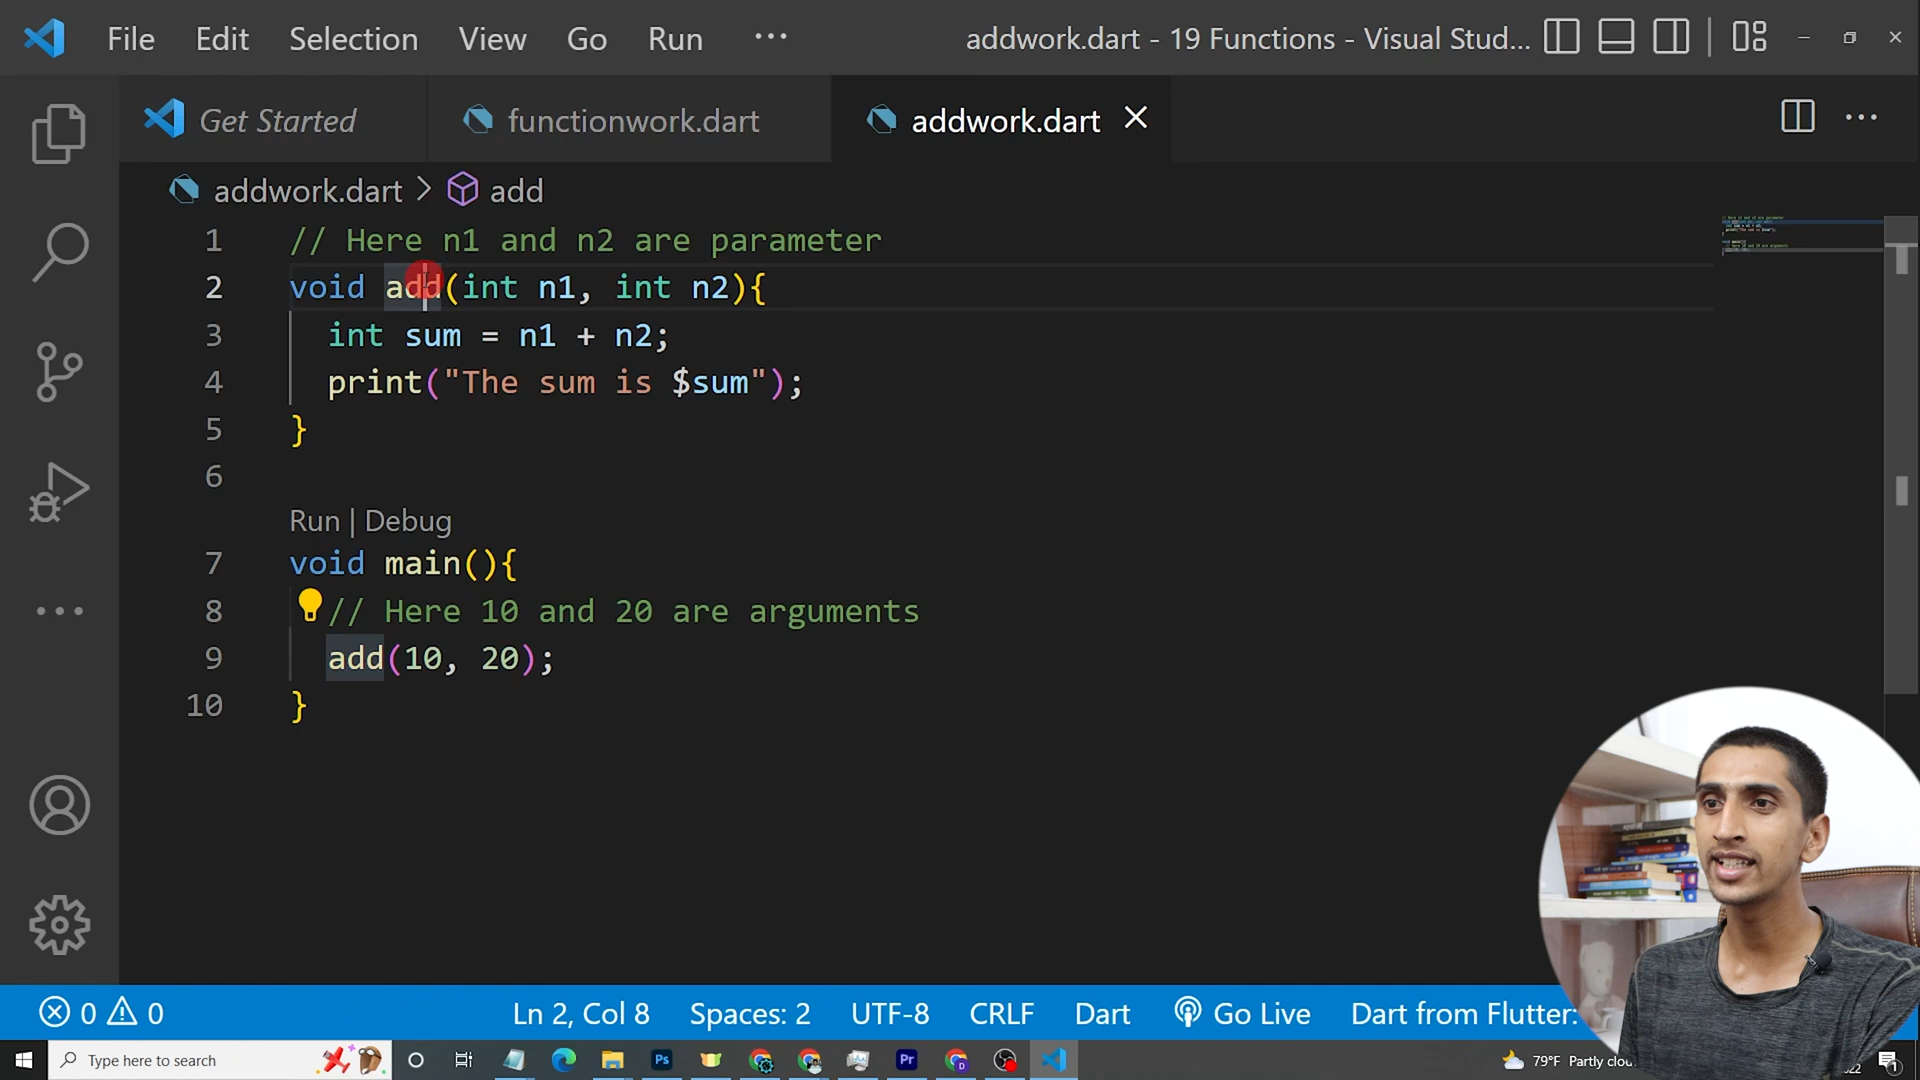 File Edit Selection View Go Run ··· addwork.dart - 19 Functions - Visual Stud...
Get Started functionwork.dart addwork.dart
addwork.dart > add
1 // Here n1 and n2 are parameter
2 void add(int n1, int n2){
3 int sum = n1 + n2;
4 print("The sum is $sum");
5 }
6
Run | Debug
7 void main(){
8 // Here 10 and 20 are arguments
9 add(10, 20);
10 }
0 0 Ln 2, Col 8 Spaces: 2 UTF-8 CRLF Dart Go Live Dart from Flutter:
Type here to search Ps Pr 79°F Partly